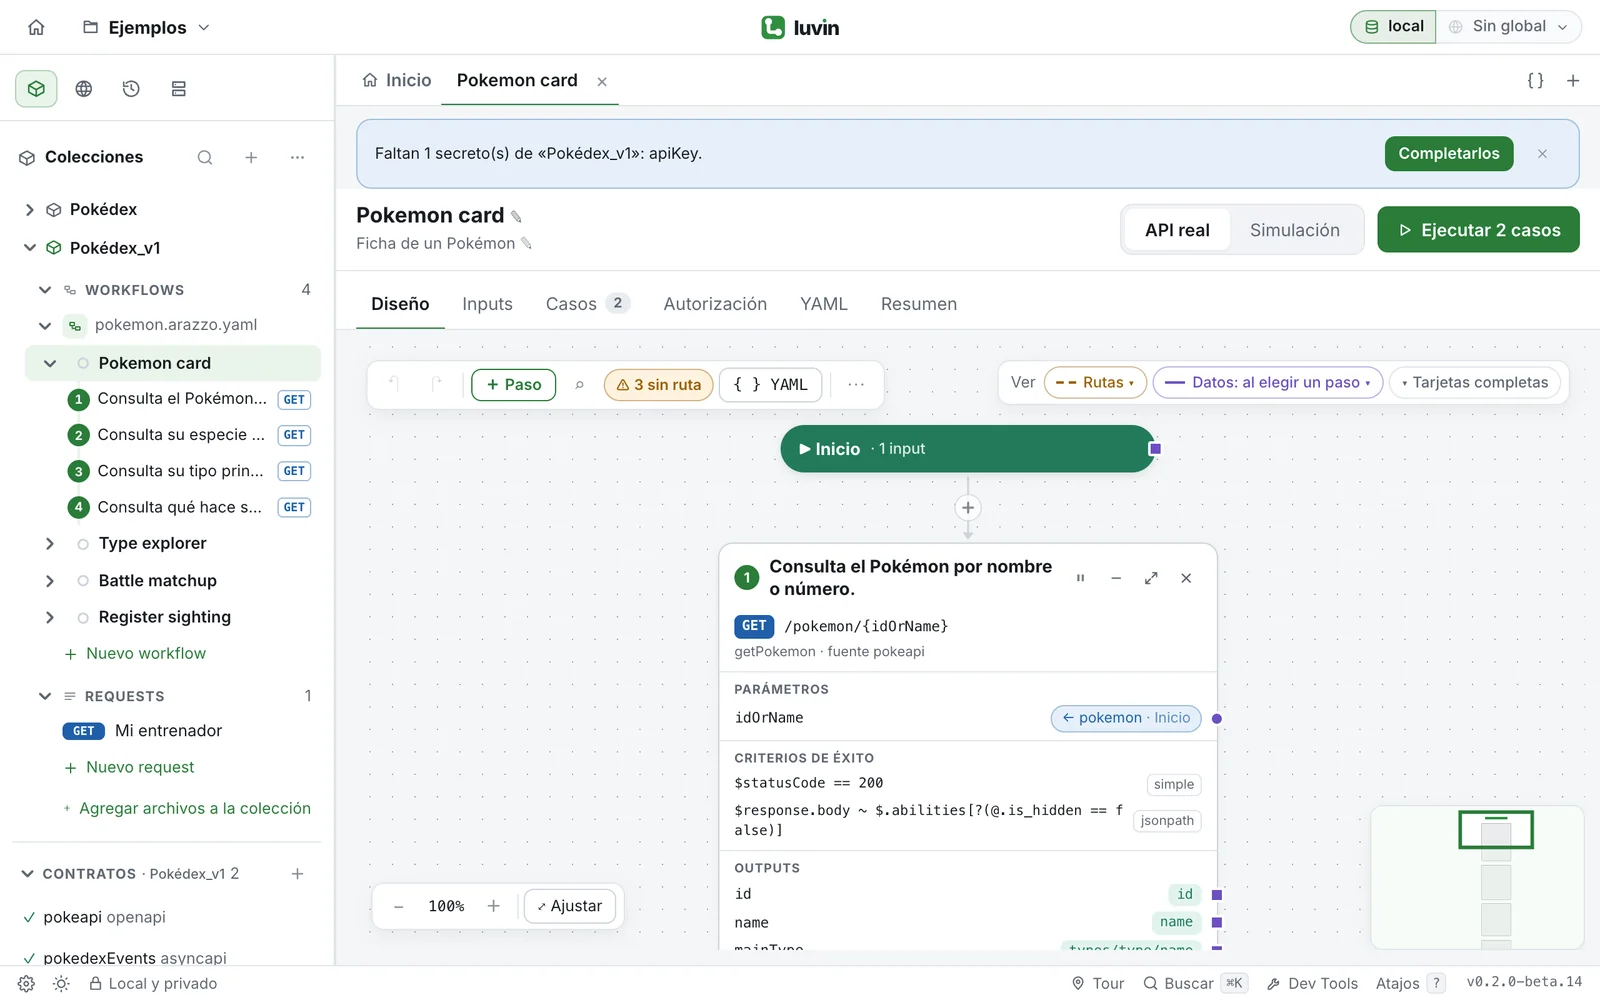 Ejemplos
luvin
local
Sin global
Inicio
Pokemon card
{ }
Colecciones
Faltan 1 secreto(s) de «Pokédex_v1»: apiKey.
Completarlos
Pokédex
Pokédex_v1
WORKFLOWS 4
pokemon.arazzo.yaml
Pokemon card
1 Consulta el Pokémon... GET
2 Consulta su especie ... GET
3 Consulta su tipo prin... GET
4 Consulta qué hace s... GET
Type explorer
Battle matchup
Register sighting
+ Nuevo workflow
REQUESTS 1
GET Mi entrenador
+ Nuevo request
+ Agregar archivos a la colección
CONTRATOS · Pokédex_v1 2
pokeapi openapi
pokedexEvents asyncapi
Pokemon card
Ficha de un Pokémon
API real
Simulación
Ejecutar 2 casos
Diseño
Inputs
Casos 2
Autorización
YAML
Resumen
+ Paso
3 sin ruta
{ } YAML
Ver
Rutas
Datos: al elegir un paso
Tarjetas completas
Inicio · 1 input
1 Consulta el Pokémon por nombre
o número.
GET /pokemon/{idOrName}
getPokemon · fuente pokeapi
PARÁMETROS
idOrName ← pokemon · Inicio
CRITERIOS DE ÉXITO
$statusCode == 200 simple
$response.body ~ $.abilities[?(@.is_hidden == f
alse)] jsonpath
OUTPUTS
id id
name name
mainType types/type/name
− 100% +
Ajustar
Local y privado
Tour
Buscar ⌘K
Dev Tools
Atajos ?
v0.2.0-beta.14